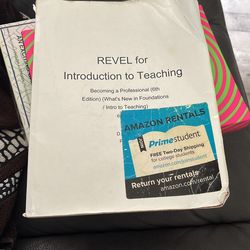 REVEL for
Introduction to Teaching
Becoming a Professional (6th
Edition) (What's New in Foundations
/ Intro to Teaching)
AMAZON RENTALS
Prime student
FREE Two-Day Shipping
for college students
amazon.com/joinstudent
Return your rentals:
amazon.com/rental